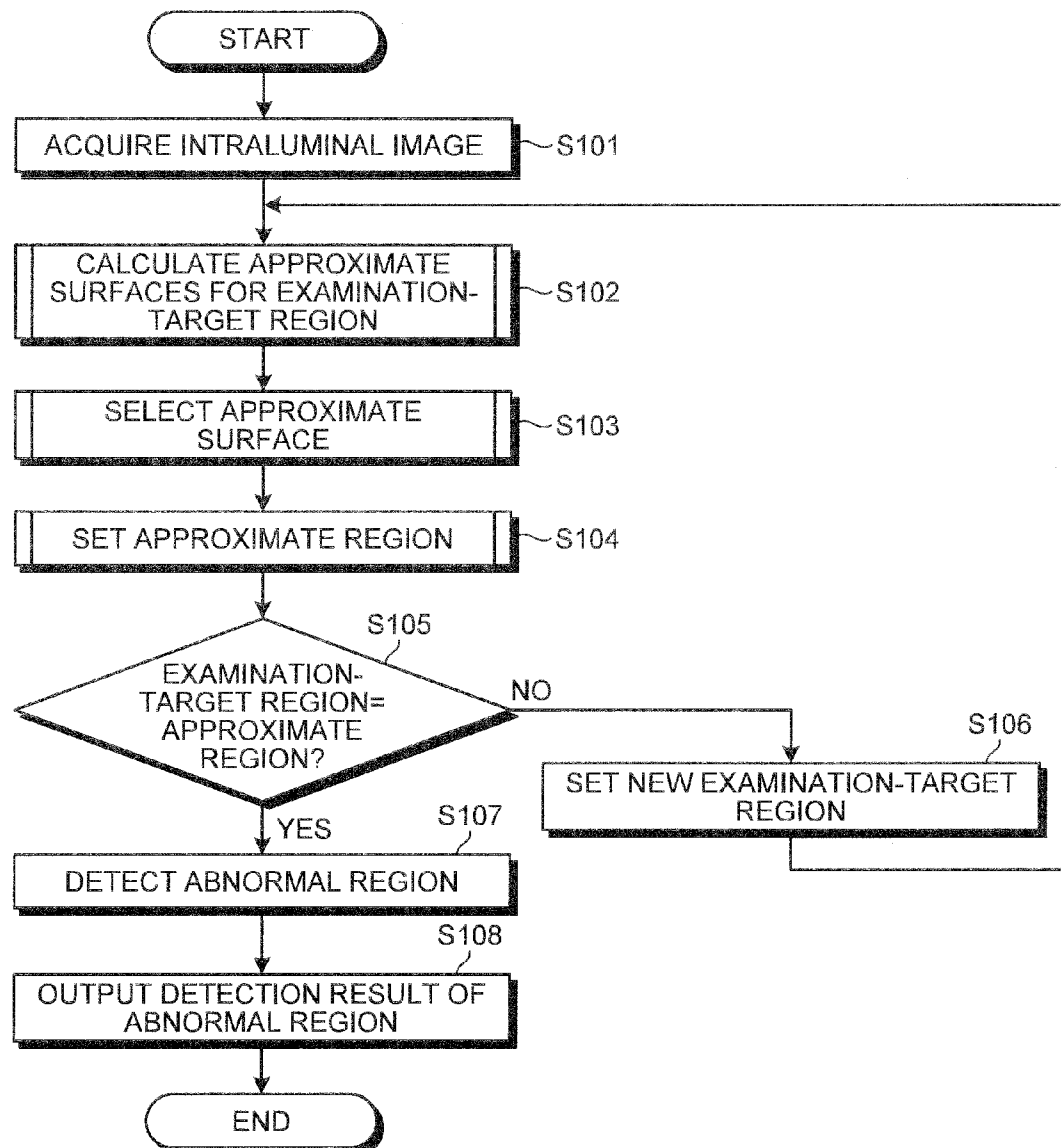 START
ACQUIRE INTRALUMINAL IMAGE
S101
CALCULATE APPROXIMATE
SURFACES FOR EXAMINATION-
TARGET REGION
S102
SELECT APPROXIMATE
SURFACE
S103
SET APPROXIMATE REGION
S104
S105
EXAMINATION-
TARGET REGION=
APPROXIMATE
REGION?
NO
S106
SET NEW EXAMINATION-TARGET
REGION
YES
S107
DETECT ABNORMAL REGION
S108
OUTPUT DETECTION RESULT OF
ABNORMAL REGION
END